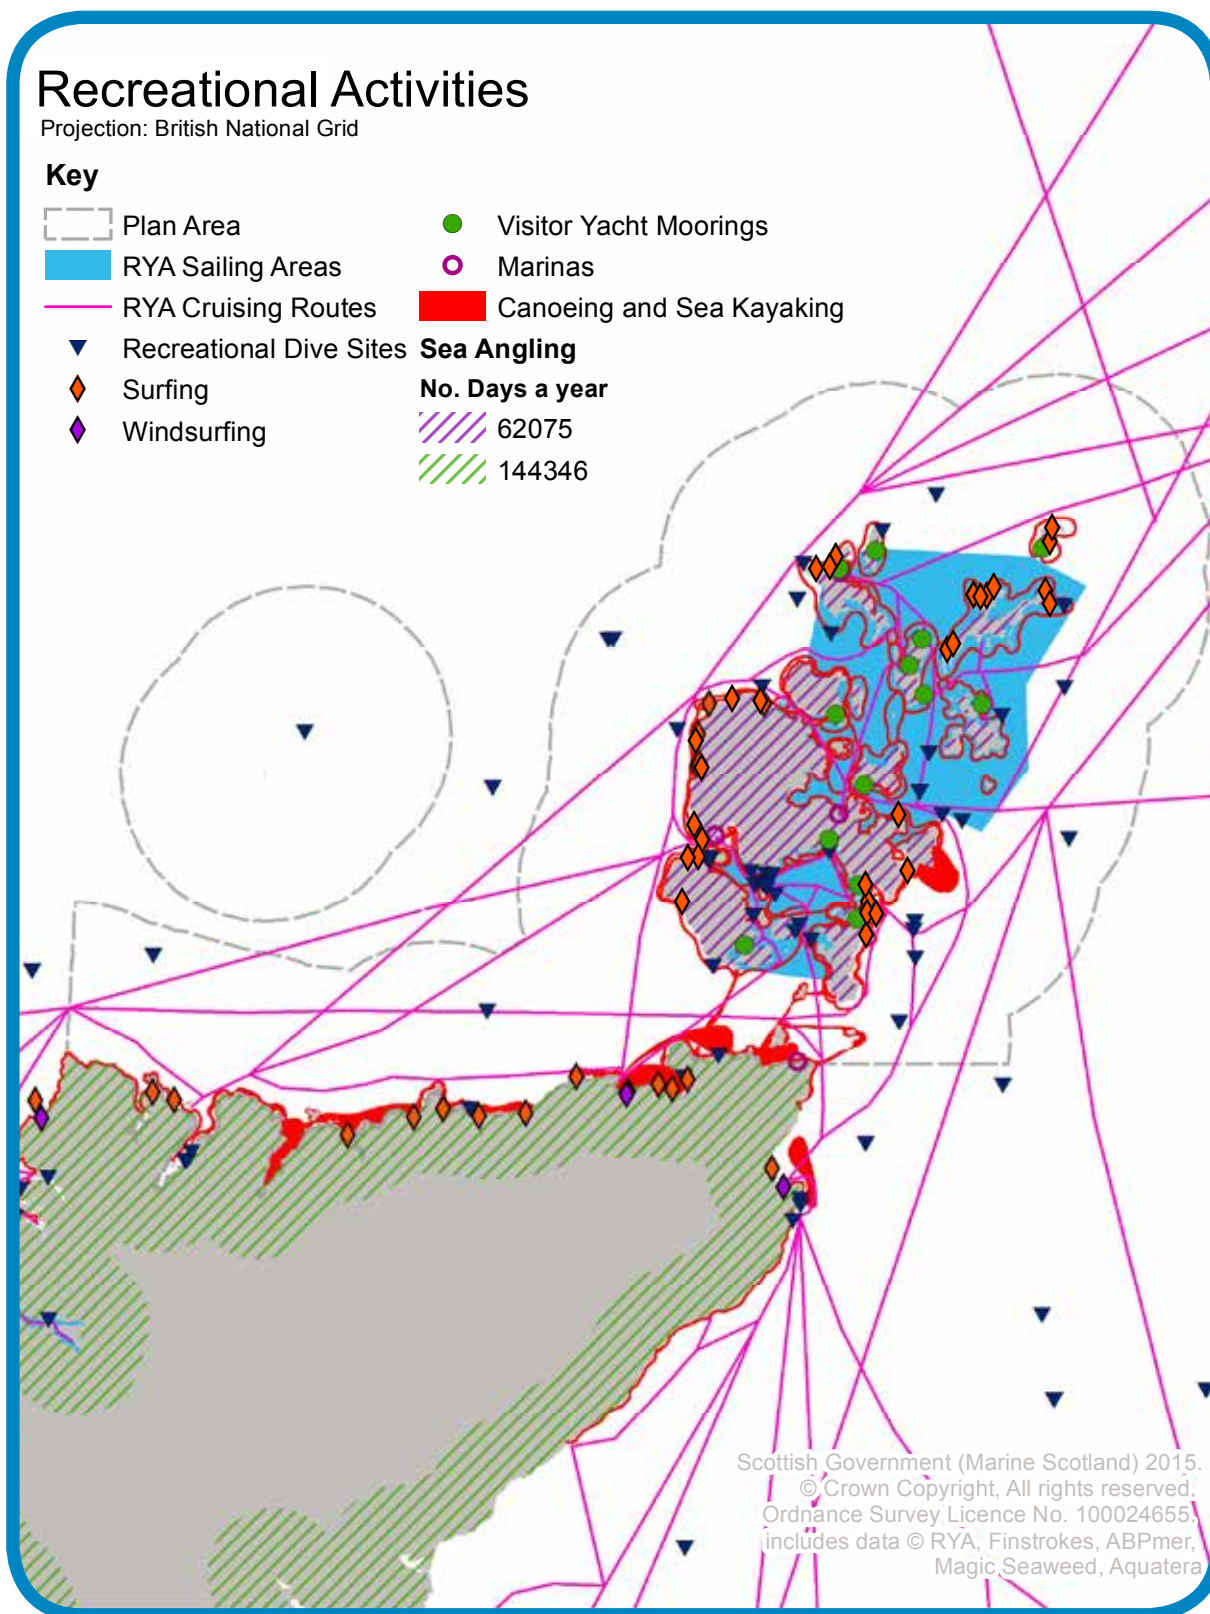 Recreational Activities
Projection: British National Grid
Key
Plan Area
RYA Sailing Areas
RYA Cruising Routes
Recreational Dive Sites
Surfing
Windsurfing
Visitor Yacht Moorings
Marinas
Canoeing and Sea Kayaking
Sea Angling
No. Days a year
62075
144346
Scottish Government (Marine Scotland) 2015.
© Crown Copyright, All rights reserved.
Ordnance Survey Licence No. 100024655.
includes data © RYA, Finstrokes, ABPmer,
Magic Seaweed, Aquatera